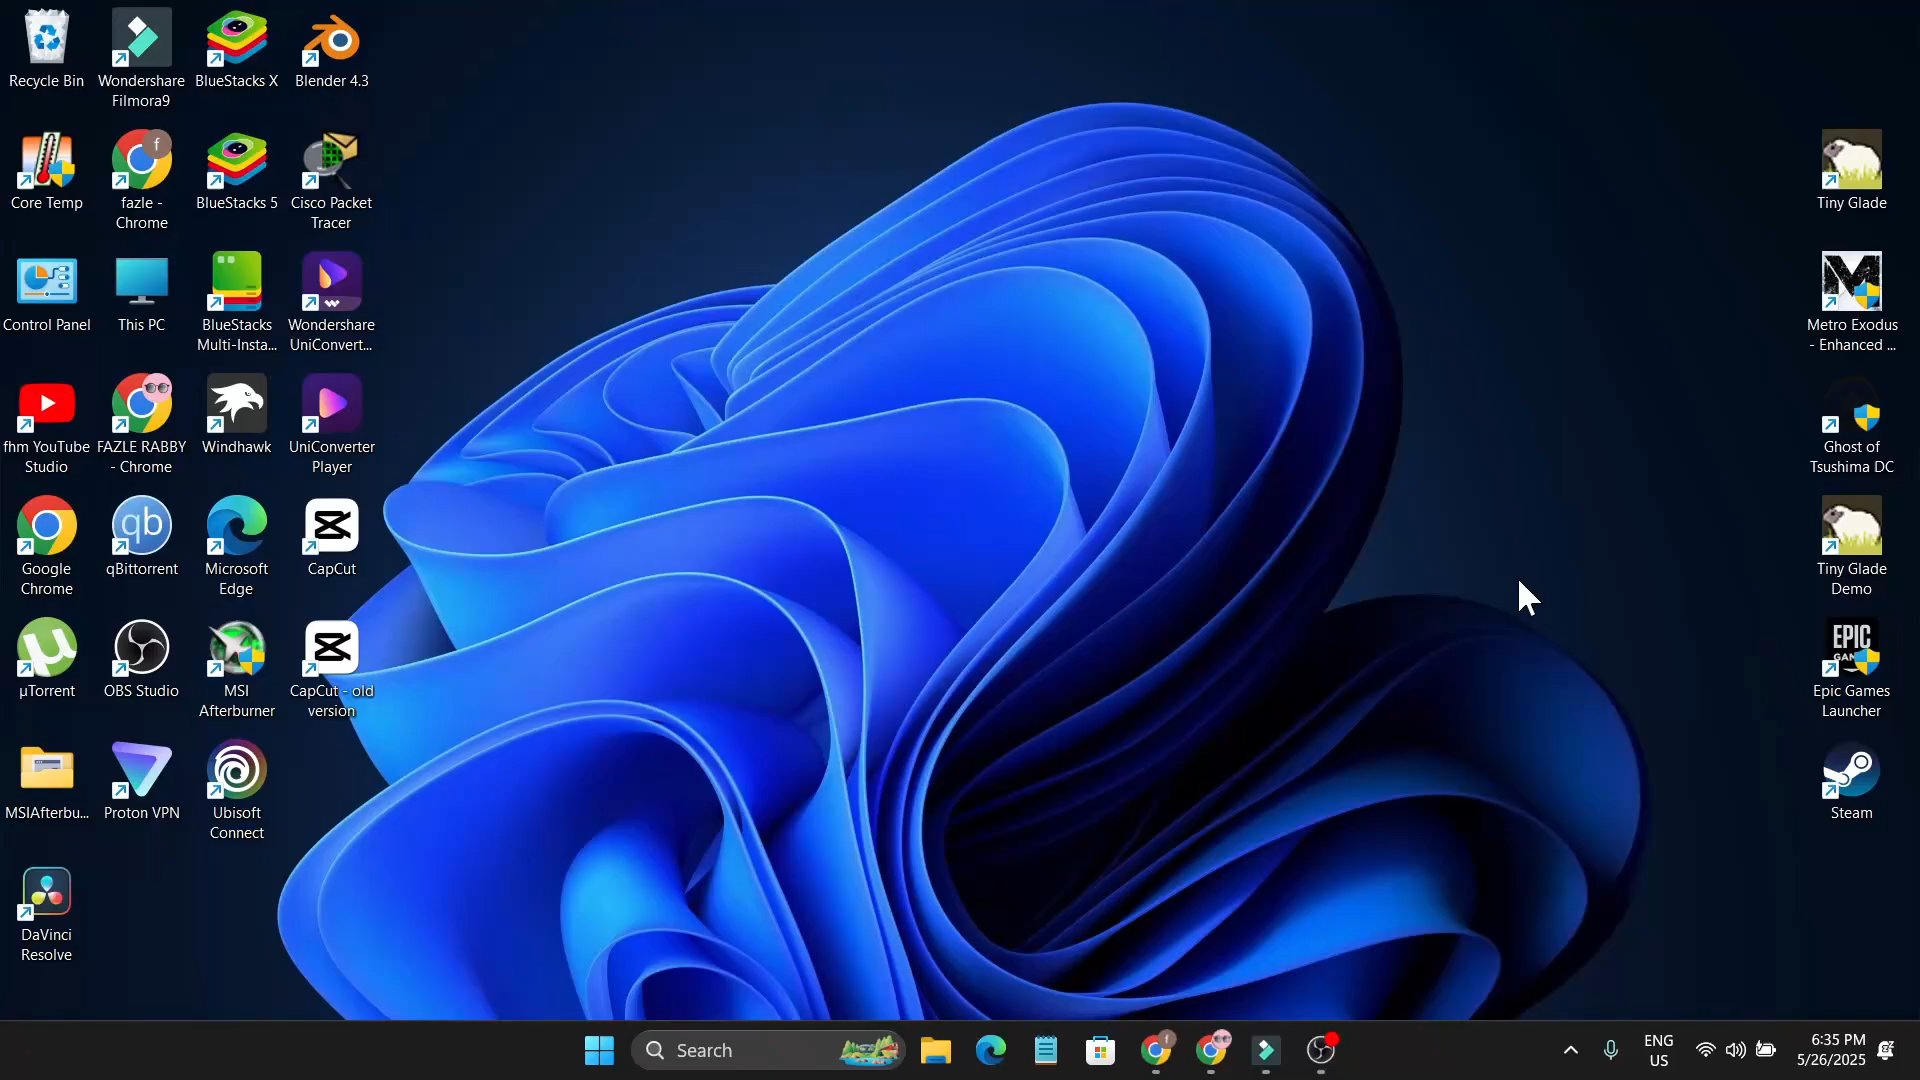 Recycle Bin
Wondershare
Filmora9
BlueStacks X
Blender 4.3
Core Temp
f
fazle -
Chrome
BlueStacks 5
Cisco Packet
Tracer
Control Panel
This PC
BlueStacks
Multi-Insta...
Wondershare
UniConvert...
fhm YouTube
Studio
FAZLE RABBY
- Chrome
Windhawk
UniConverter
Player
Google
Chrome
qb
qBittorrent
Microsoft
Edge
CapCut
µTorrent
OBS Studio
MSI
Afterburner
CapCut - old
version
MSIAfterbu...
Proton VPN
Ubisoft
Connect
DaVinci
Resolve
Tiny Glade
Metro Exodus
- Enhanced ...
Ghost of
Tsushima DC
Tiny Glade
Demo
EPIC
Epic Games
Launcher
Steam
Search
f
ENG
US
6:35 PM
5/26/2025